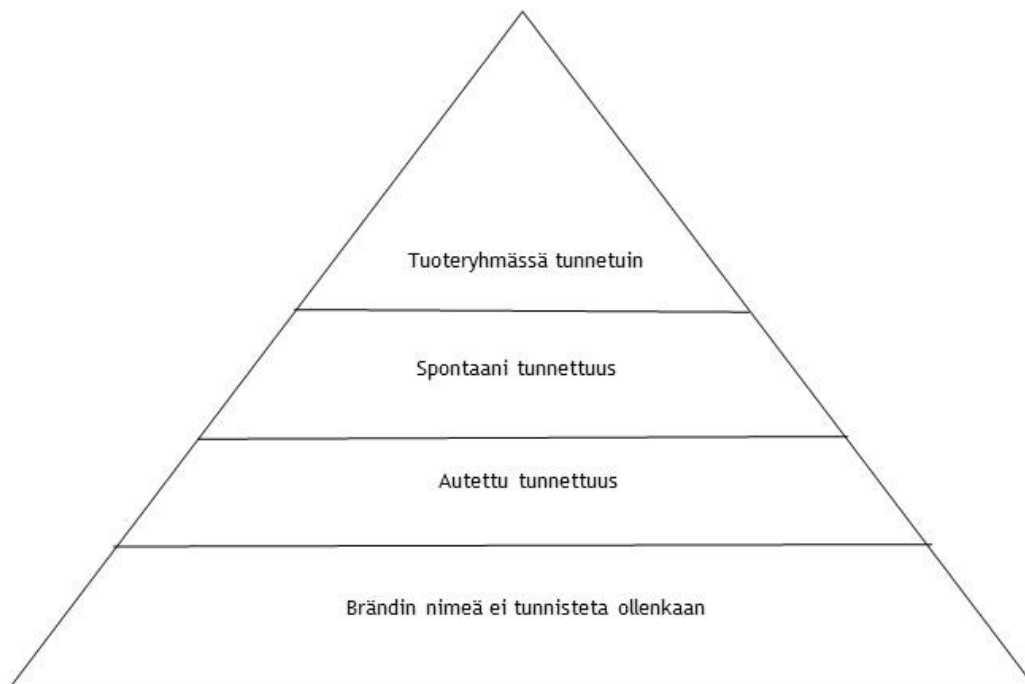 Tuoteryhmässä tunnetuin
Spontaani tunnettuus
Autettu tunnettuus
Brändin nimeä ei tunnisteta ollenkaan